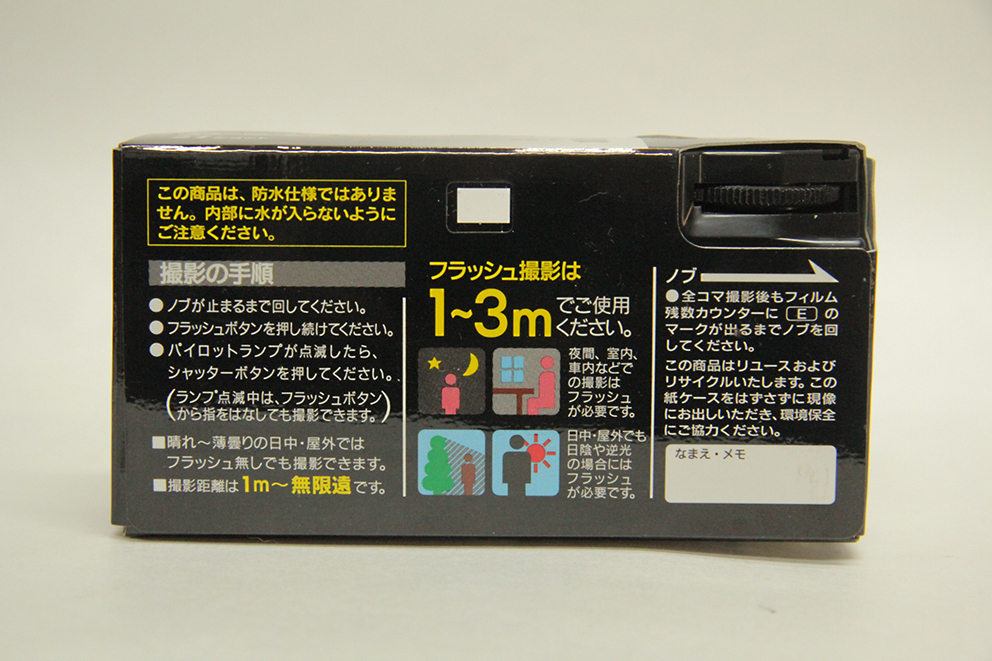 この商品は、防水仕様ではありま
せん。内部に水が入らないように
ご注意ください。
撮影の手順
●ノブが止まるまで回してください。
●フラッシュボタンを押し続けてください。
●パイロットランプが点滅したら、
シャッターボタンを押してください。
(ランプ点滅中は、フラッシュボタン
から指をはなしても撮影できます。)
■晴れ〜薄曇りの日中・屋外では
フラッシュ無しでも撮影できます。
■撮影距離は1m〜無限遠です。
フラッシュ撮影は
1~3mでご使用
ください。
夜間、室内、
車内などで
の撮影は
フラッシュ
が必要です。
日中・屋外でも
日陰や逆光
の場合には
フラッシュ
が必要です。
ノブ
●全コマ撮影後もフィルム
残数カウンターに E の
マークが出るまでノブを回
してください。
この商品はリユースおよび
リサイクルいたします。この
紙ケースをはずさずに現像
にお出しいただき、環境保全
にご協力ください。
なまえ・メモ